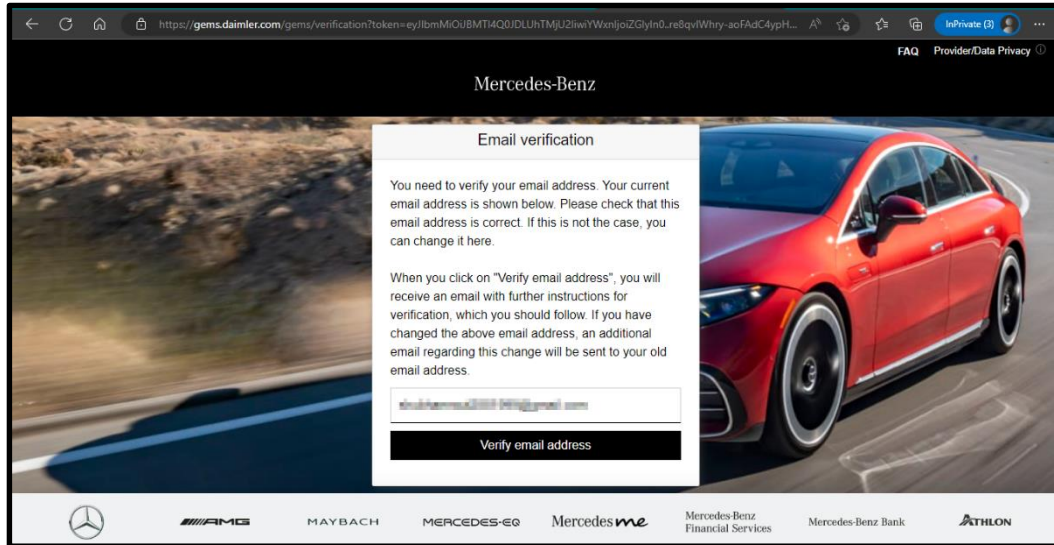 https://gems.daimler.com/gems/verification?token=
InPrivate (3)
FAQ Provider/Data Privacy
Mercedes-Benz
Email verification
You need to verify your email address. Your current
email address is shown below. Please check that this
email address is correct. If this is not the case, you
can change it here.
When you click on "Verify email address", you will
receive an email with further instructions for
verification, which you should follow. If you have
changed the above email address, an additional
email regarding this change will be sent to your old
email address.
Verify email address
AMG
MAYBACH
MERCEDES-EQ
Mercedes me
Mercedes-Benz
Financial Services
Mercedes-Benz Bank
ATHLON